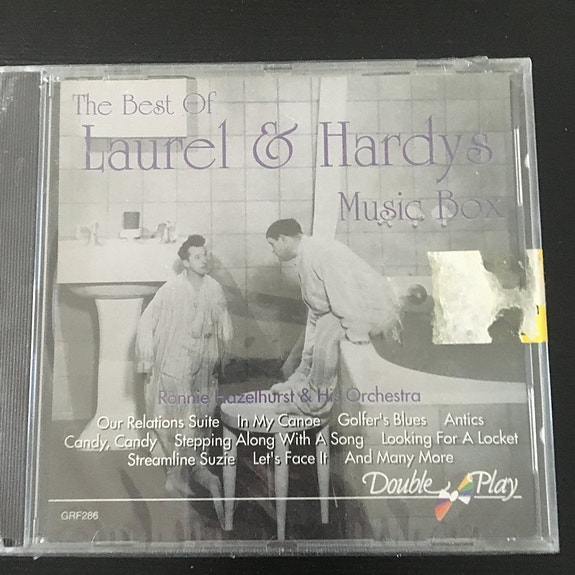 The Best Of
Laurel & Hardys
Music Box
Ronnie Hazelhurst & His Orchestra
Our Relations Suite In My Canoe Golfer's Blues Antics
Candy, Candy Stepping Along With A Song Looking For A Locket
Streamline Suzie Let's Face It And Many More
Double Play
GRF286